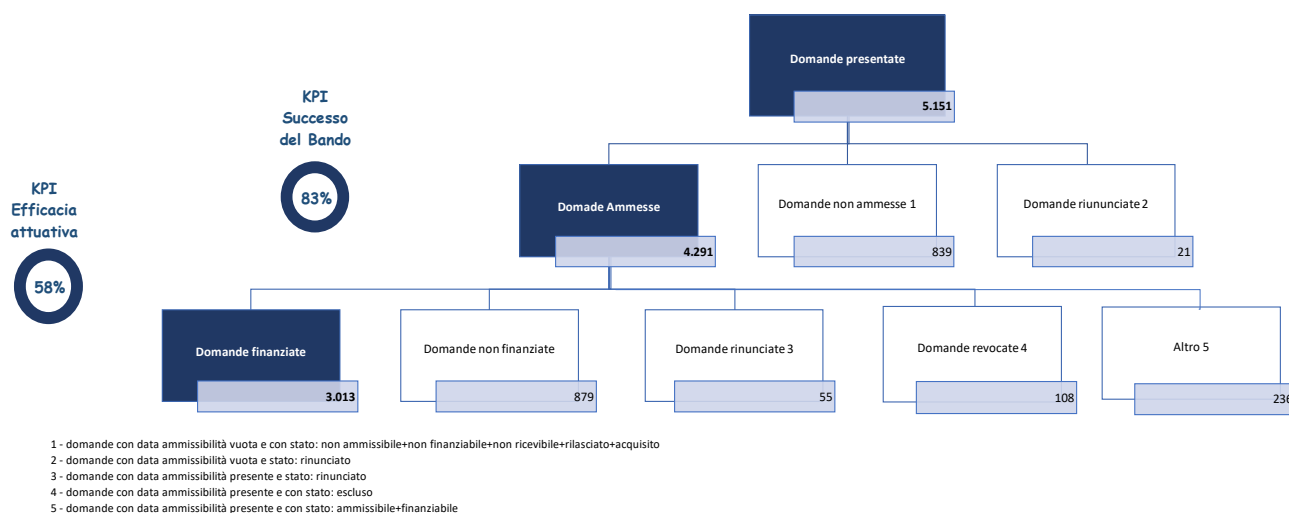 Domande presentate
5.151
KPI
Successo
del Bando
83%
KPI
Efficacia
attuativa
58%
Domade Ammesse
4.291
Domande non ammesse 1
839
Domande riununciate 2
21
Domande finanziate
3.013
Domande non finanziate
879
Domande rinunciate 3
55
Domande revocate 4
108
Altro 5
236
1 - domande con data ammissibilità vuota e con stato: non ammissibile+non finanziabile+non ricevibile+rilasciato+acquisito
2 - domande con data ammissibilità vuota e stato: rinunciato
3 - domande con data ammissibilità presente e stato: rinunciato
4 - domande con data ammissibilità presente e con stato: escluso
5 - domande con data ammissibilità presente e con stato: ammissibile+finanziabile